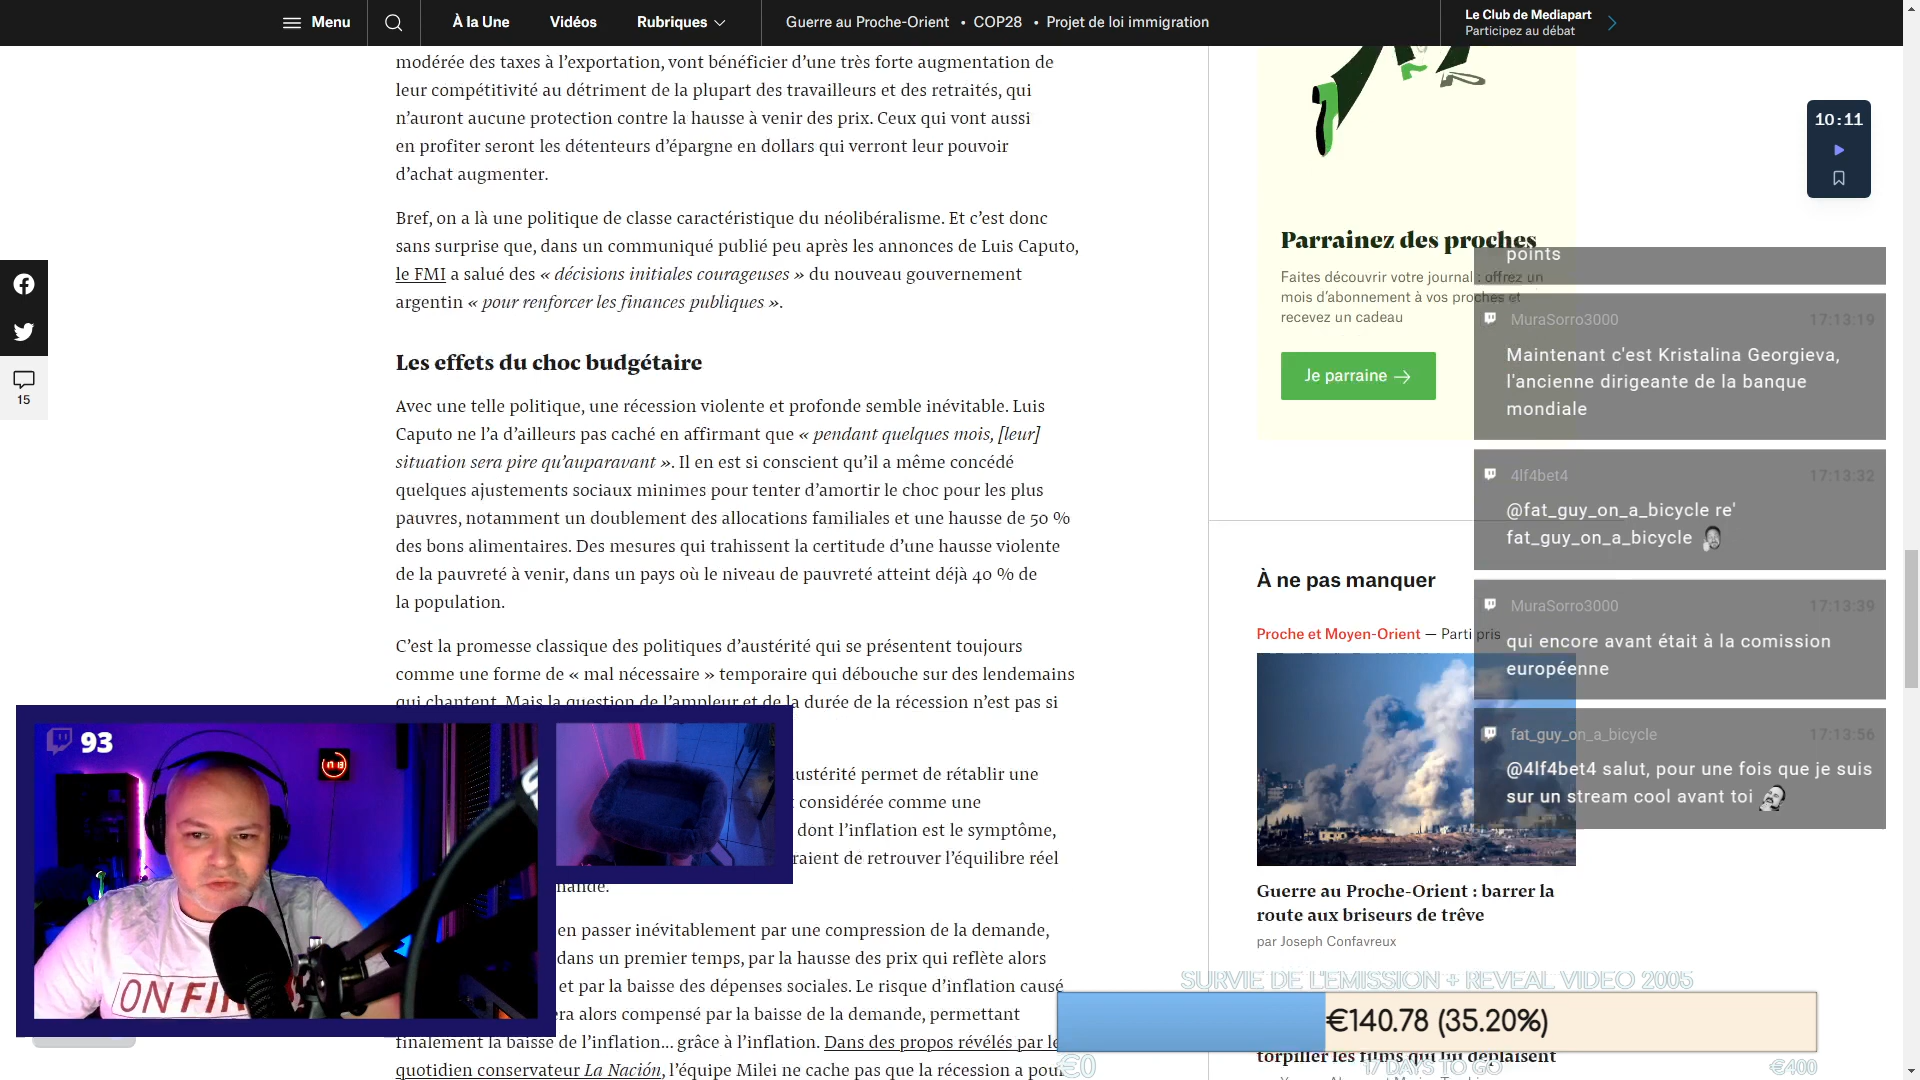 Menu
À la Une
Vidéos
Rubriques
Guerre au Proche-Orient • COP28 • Projet de loi immigration
Le Club de Mediapart
Participez au débat
modérée des taxes à l’exportation, vont bénéficier d’une très forte augmentation de
leur compétitivité au détriment de la plupart des travailleurs et des retraités, qui
n’auront aucune protection contre la hausse à venir des prix. Ceux qui vont aussi
en profiter seront les détenteurs d’épargne en dollars qui verront leur pouvoir
d’achat augmenter.
Bref, on a là une politique de classe caractéristique du néolibéralisme. Et c’est donc
sans surprise que, dans un communiqué publié peu après les annonces de Luis Caputo,
le FMI a salué des « décisions initiales courageuses » du nouveau gouvernement
argentin « pour renforcer les finances publiques ».
Les effets du choc budgétaire
Avec une telle politique, une récession violente et profonde semble inévitable. Luis
Caputo ne l’a d’ailleurs pas caché en affirmant que « pendant quelques mois, [leur]
situation sera pire qu’auparavant ». Il en est si conscient qu’il a même concédé
quelques ajustements sociaux minimes pour tenter d’amortir le choc pour les plus
pauvres, notamment un doublement des allocations familiales et une hausse de 50 %
des bons alimentaires. Des mesures qui trahissent la certitude d’une hausse violente
de la pauvreté à venir, dans un pays où le niveau de pauvreté atteint déjà 40 % de
la population.
C’est la promesse classique des politiques d’austérité qui se présentent toujours
comme une forme de « mal nécessaire » temporaire qui débouche sur des lendemains
qui chantent. Mais la question de l’ampleur et de la durée de la récession n’est pas si
austérité permet de rétablir une
considérée comme une
dont l’inflation est le symptôme,
raient de retrouver l’équilibre réel
mande.
en passer inévitablement par une compression de la demande,
dans un premier temps, par la hausse des prix qui reflète alors
et par la baisse des dépenses sociales. Le risque d’inflation causé
era alors compensé par la baisse de la demande, permettant
finalement la baisse de l’inflation... grâce à l’inflation. Dans des propos révélés par le
quotidien conservateur La Nación, l’équipe Milei ne cache pas que la récession a pour
15
93
ON FI
Parrainez des proches
Faites découvrir votre journal : offrez un
mois d’abonnement à vos proches et
recevez un cadeau
Je parraine →
10:11
À ne pas manquer
Proche et Moyen-Orient — Parti pris
Guerre au Proche-Orient : barrer la
route aux briseurs de trêve
par Joseph Confavreux
torpiller les films qui lui déplaisent
points
MuraSorro3000 17:13:19
Maintenant c'est Kristalina Georgieva,
l'ancienne dirigeante de la banque
mondiale
4lf4bet4 17:13:32
@fat_guy_on_a_bicycle re'
fat_guy_on_a_bicycle
MuraSorro3000 17:13:39
qui encore avant était à la comission
européenne
fat_guy_on_a_bicycle 17:13:56
@4lf4bet4 salut, pour une fois que je suis
sur un stream cool avant toi
SURVIE DE L'EMISSION + REVEAL VIDEO 2005
€140.78 (35.20%)
€0
17 DAYS TO GO
€400